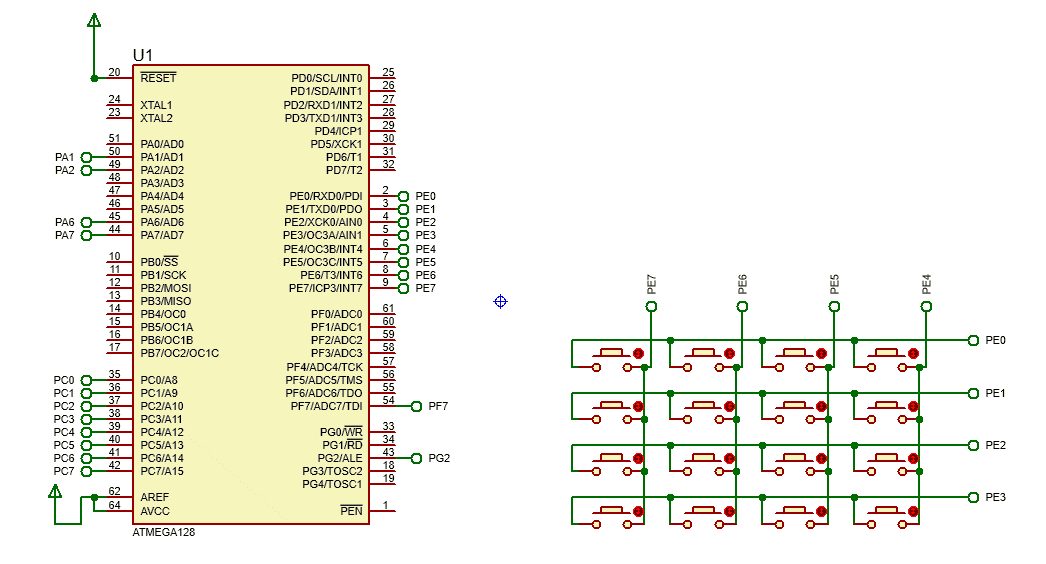 U1
20 RESET PD0/SCL/INT0 25
PD1/SDA/INT1 26
24 XTAL1 PD2/RXD1/INT2 27
23 XTAL2 PD3/TXD1/INT3 28
PD4/ICP1 29
51 PA0/AD0 PD5/XCK1 30
PA1 50 PA1/AD1 PD6/T1 31
PA2 49 PA2/AD2 PD7/T2 32
48 PA3/AD3
47 PA4/AD4 PE0/RXD0/PDI 2 PE0
46 PA5/AD5 PE1/TXD0/PDO 3 PE1
PA6 45 PA6/AD6 PE2/XCK0/AIN0 4 PE2
PA7 44 PA7/AD7 PE3/OC3A/AIN1 5 PE3
PE4/OC3B/INT4 6 PE4
10 PB0/SS PE5/OC3C/INT5 7 PE5
11 PB1/SCK PE6/T3/INT6 8 PE6
12 PB2/MOSI PE7/ICP3/INT7 9 PE7
13 PB3/MISO
14 PB4/OC0 PF0/ADC0 61
15 PB5/OC1A PF1/ADC1 60
16 PB6/OC1B PF2/ADC2 59
17 PB7/OC2/OC1C PF3/ADC3 58
PF4/ADC4/TCK 57
PC0 35 PC0/A8 PF5/ADC5/TMS 56
PC1 36 PC1/A9 PF6/ADC6/TDO 55
PC2 37 PC2/A10 PF7/ADC7/TDI 54 PF7
PC3 38 PC3/A11
PC4 39 PC4/A12 PG0/WR 33
PC5 40 PC5/A13 PG1/RD 34
PC6 41 PC6/A14 PG2/ALE 43 PG2
PC7 42 PC7/A15 PG3/TOSC2 18
PG4/TOSC1 19
62 AREF
64 AVCC PEN 1
ATMEGA128
PE7 PE6 PE5 PE4
PE0
PE1
PE2
PE3